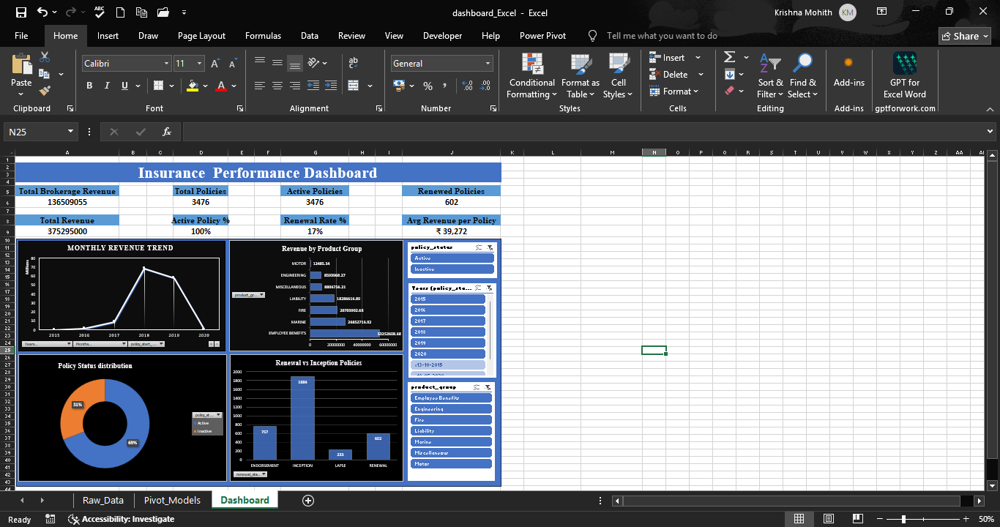 dashboard_Excel - Excel
Krishna Mohith KM
File Home Insert Draw Page Layout Formulas Data Review View Developer Help Power Pivot Tell me what you want to do Share
Paste
Clipboard
Calibri 11
B I U
Font
ab
Alignment
General
%
Number
Conditional Formatting
Format as Table
Cell Styles
Styles
Insert
Delete
Format
Cells
Sort & Filter
Find & Select
Editing
Add-ins
Add-ins
GPT for Excel Word
gptforwork.com
N25 fx
A B C D E F G H I J K L M N O P Q R S T U V W X Y Z AA
Insurance Performance Dashboard
Total Brokerage Revenue Total Policies Active Policies Renewed Policies
136509055 3476 3476 602
Total Revenue Active Policy % Renewal Rate % Avg Revenue per Policy
375295000 100% 17% ₹ 39,272
MONTHLY REVENUE TREND
Millions
80
70
60
50
40
30
20
10
0
2015 2016 2017 2018 2019 2020
Years... Months... policy_start_...
Revenue by Product Group
product_gr...
MOTOR 12485.34
ENGINEERING 8593968.27
MISCELLANEOUS 8806756.21
LIABILITY 18286616.89
FIRE 20703902.68
MARINE 26852716.92
EMPLOYEE BENEFITS 53252608.68
0 20000000 40000000 60000000
policy_status
Active
Inactive
Years (policy_sta...
2015
2016
2017
2018
2019
2020
<13-10-2015
product_group
Employee Benefits
Engineering
Fire
Liability
Marine
Miscellaneous
Motor
Policy Status distribution
31%
69%
policy_st...
Active
Inactive
Renewal vs Inception Policies
2000
1800
1600
1400
1200
1000
800
600
400
200
0
757 1884 233 602
ENDORSEMENT INCEPTION LAPSE RENEWAL
renewal_sta...
Raw_Data Pivot_Models Dashboard
Ready Accessibility: Investigate 50%